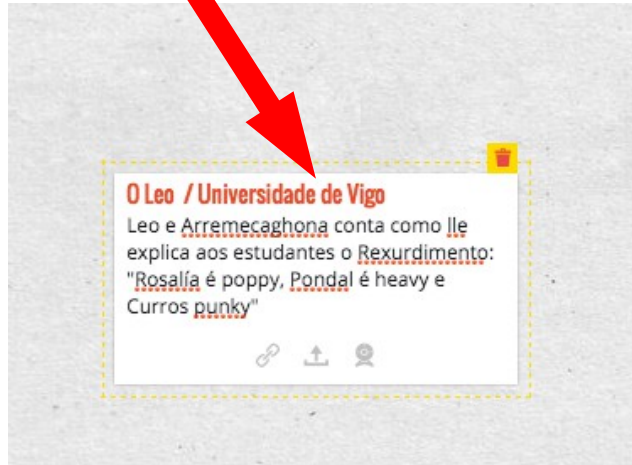 O Leo / Universidade de Vigo
Leo e Arremecaghona conta como lle
explica aos estudantes o Rexurdimento:
"Rosalía é poppy, Pondal é heavy e
Curros punky"